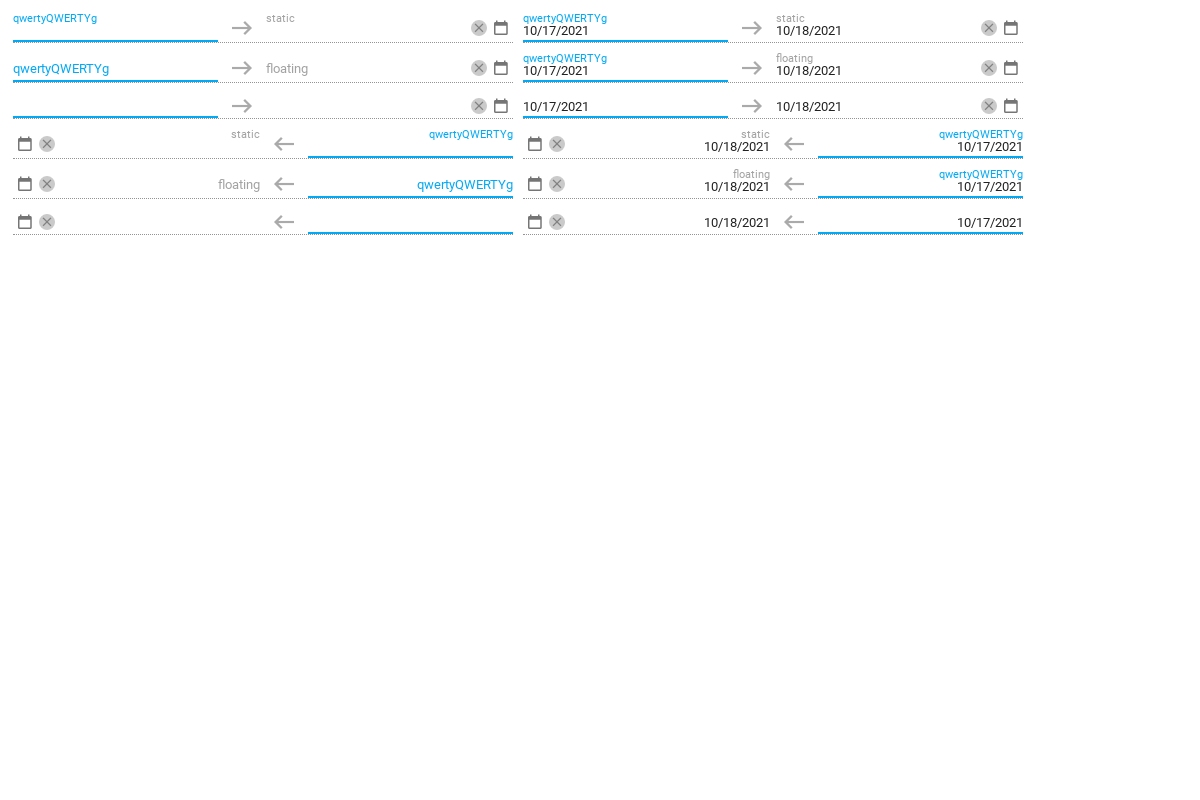 qwertyQWERTYg static qwertyQWERTYg static
10/17/2021 10/18/2021
qwertyQWERTYg floating qwertyQWERTYg floating
10/17/2021 10/18/2021
10/17/2021 10/18/2021
static qwertyQWERTYg static qwertyQWERTYg
10/18/2021 10/17/2021
floating qwertyQWERTYg floating qwertyQWERTYg
10/18/2021 10/17/2021
10/18/2021 10/17/2021